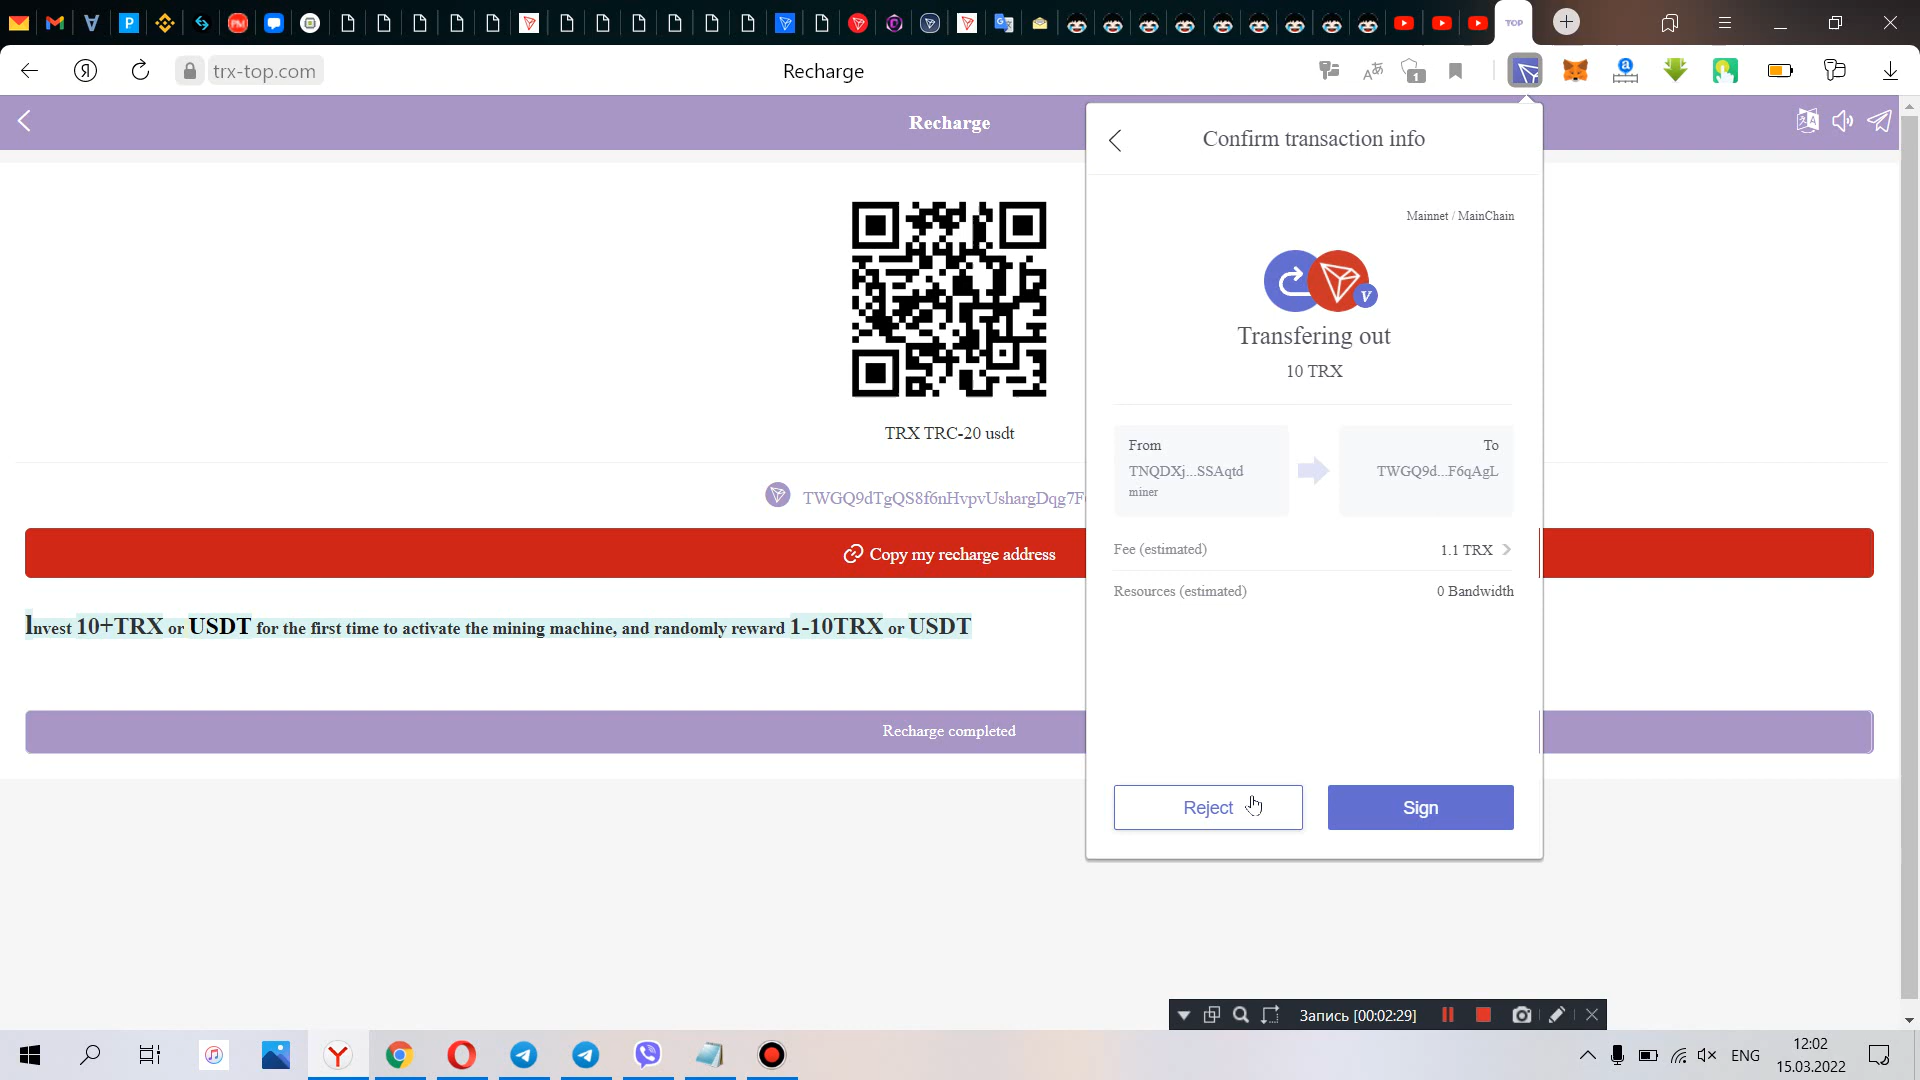 TOP
trx-top.com
Recharge
1
a
Recharge
TRX TRC-20 usdt
Copy my recharge address
Invest 10+TRX or USDT for the first time to activate the mining machine, and randomly reward 1-10TRX or USDT
Recharge completed
Confirm transaction info
Mainnet / MainChain
V
Transfering out
10 TRX
From
To
TNQDXj...SSAqtd
TWGQ9d...F6qAgL
miner
Fee (estimated)
1.1 TRX
Resources (estimated)
0 Bandwidth
Reject
Sign
Запись [00:02:29]
ENG
12:02
15.03.2022